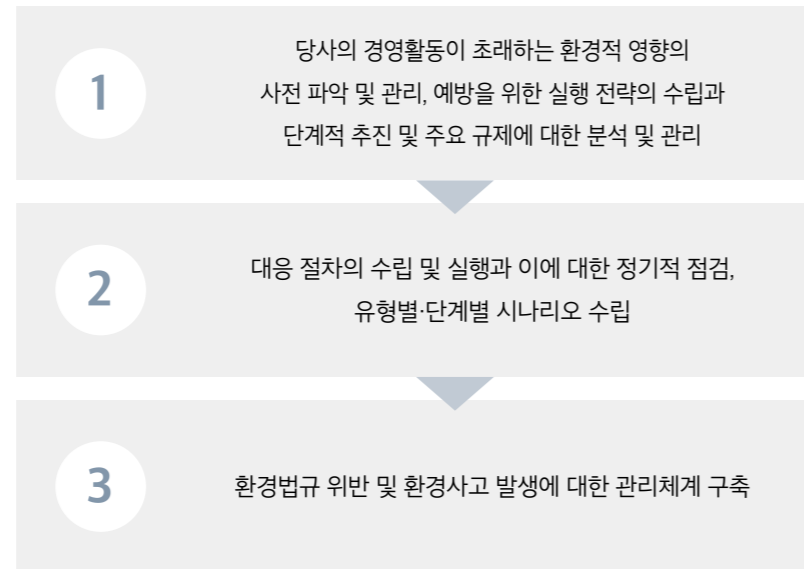 1
당사의 경영활동이 초래하는 환경적 영향의
사전 파악 및 관리, 예방을 위한 실행 전략의 수립과
단계적 추진 및 주요 규제에 대한 분석 및 관리
2
대응 절차의 수립 및 실행과 이에 대한 정기적 점검,
유형별·단계별 시나리오 수립
3
환경법규 위반 및 환경사고 발생에 대한 관리체계 구축